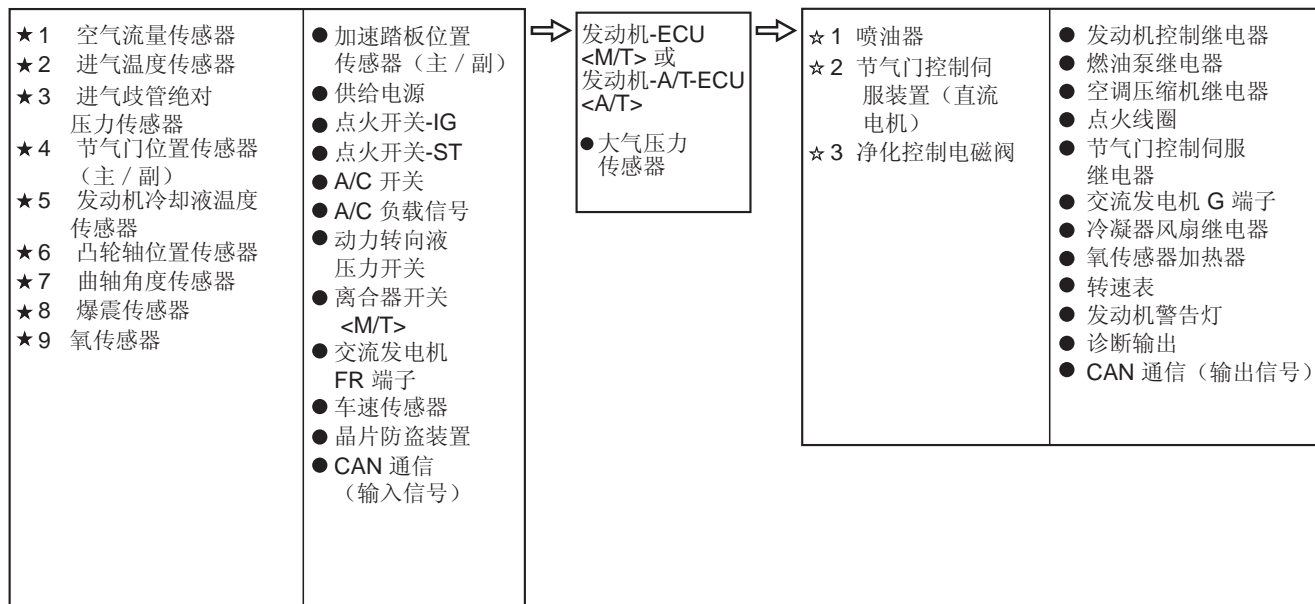 ★1 空气流量传感器
★2 进气温度传感器
★3 进气歧管绝对
压力传感器
★4 节气门位置传感器
（主 / 副）
★5 发动机冷却液温度
传感器
★6 凸轮轴位置传感器
★7 曲轴角度传感器
★8 爆震传感器
★9 氧传感器
● 加速踏板位置
传感器（主 / 副）
● 供给电源
● 点火开关-IG
● 点火开关-ST
● A/C 开关
● A/C 负载信号
● 动力转向液
压力开关
● 离合器开关
<M/T>
● 交流发电机
FR 端子
● 车速传感器
● 晶片防盗装置
● CAN 通信
（输入信号）
发动机-ECU
<M/T> 或
发动机-A/T-ECU
<A/T>
● 大气压力
传感器
☆1 喷油器
☆2 节气门控制伺
服装置（直流
电机）
☆3 净化控制电磁阀
● 发动机控制继电器
● 燃油泵继电器
● 空调压缩机继电器
● 点火线圈
● 节气门控制伺服
继电器
● 交流发电机 G 端子
● 冷凝器风扇继电器
● 氧传感器加热器
● 转速表
● 发动机警告灯
● 诊断输出
● CAN 通信（输出信号）